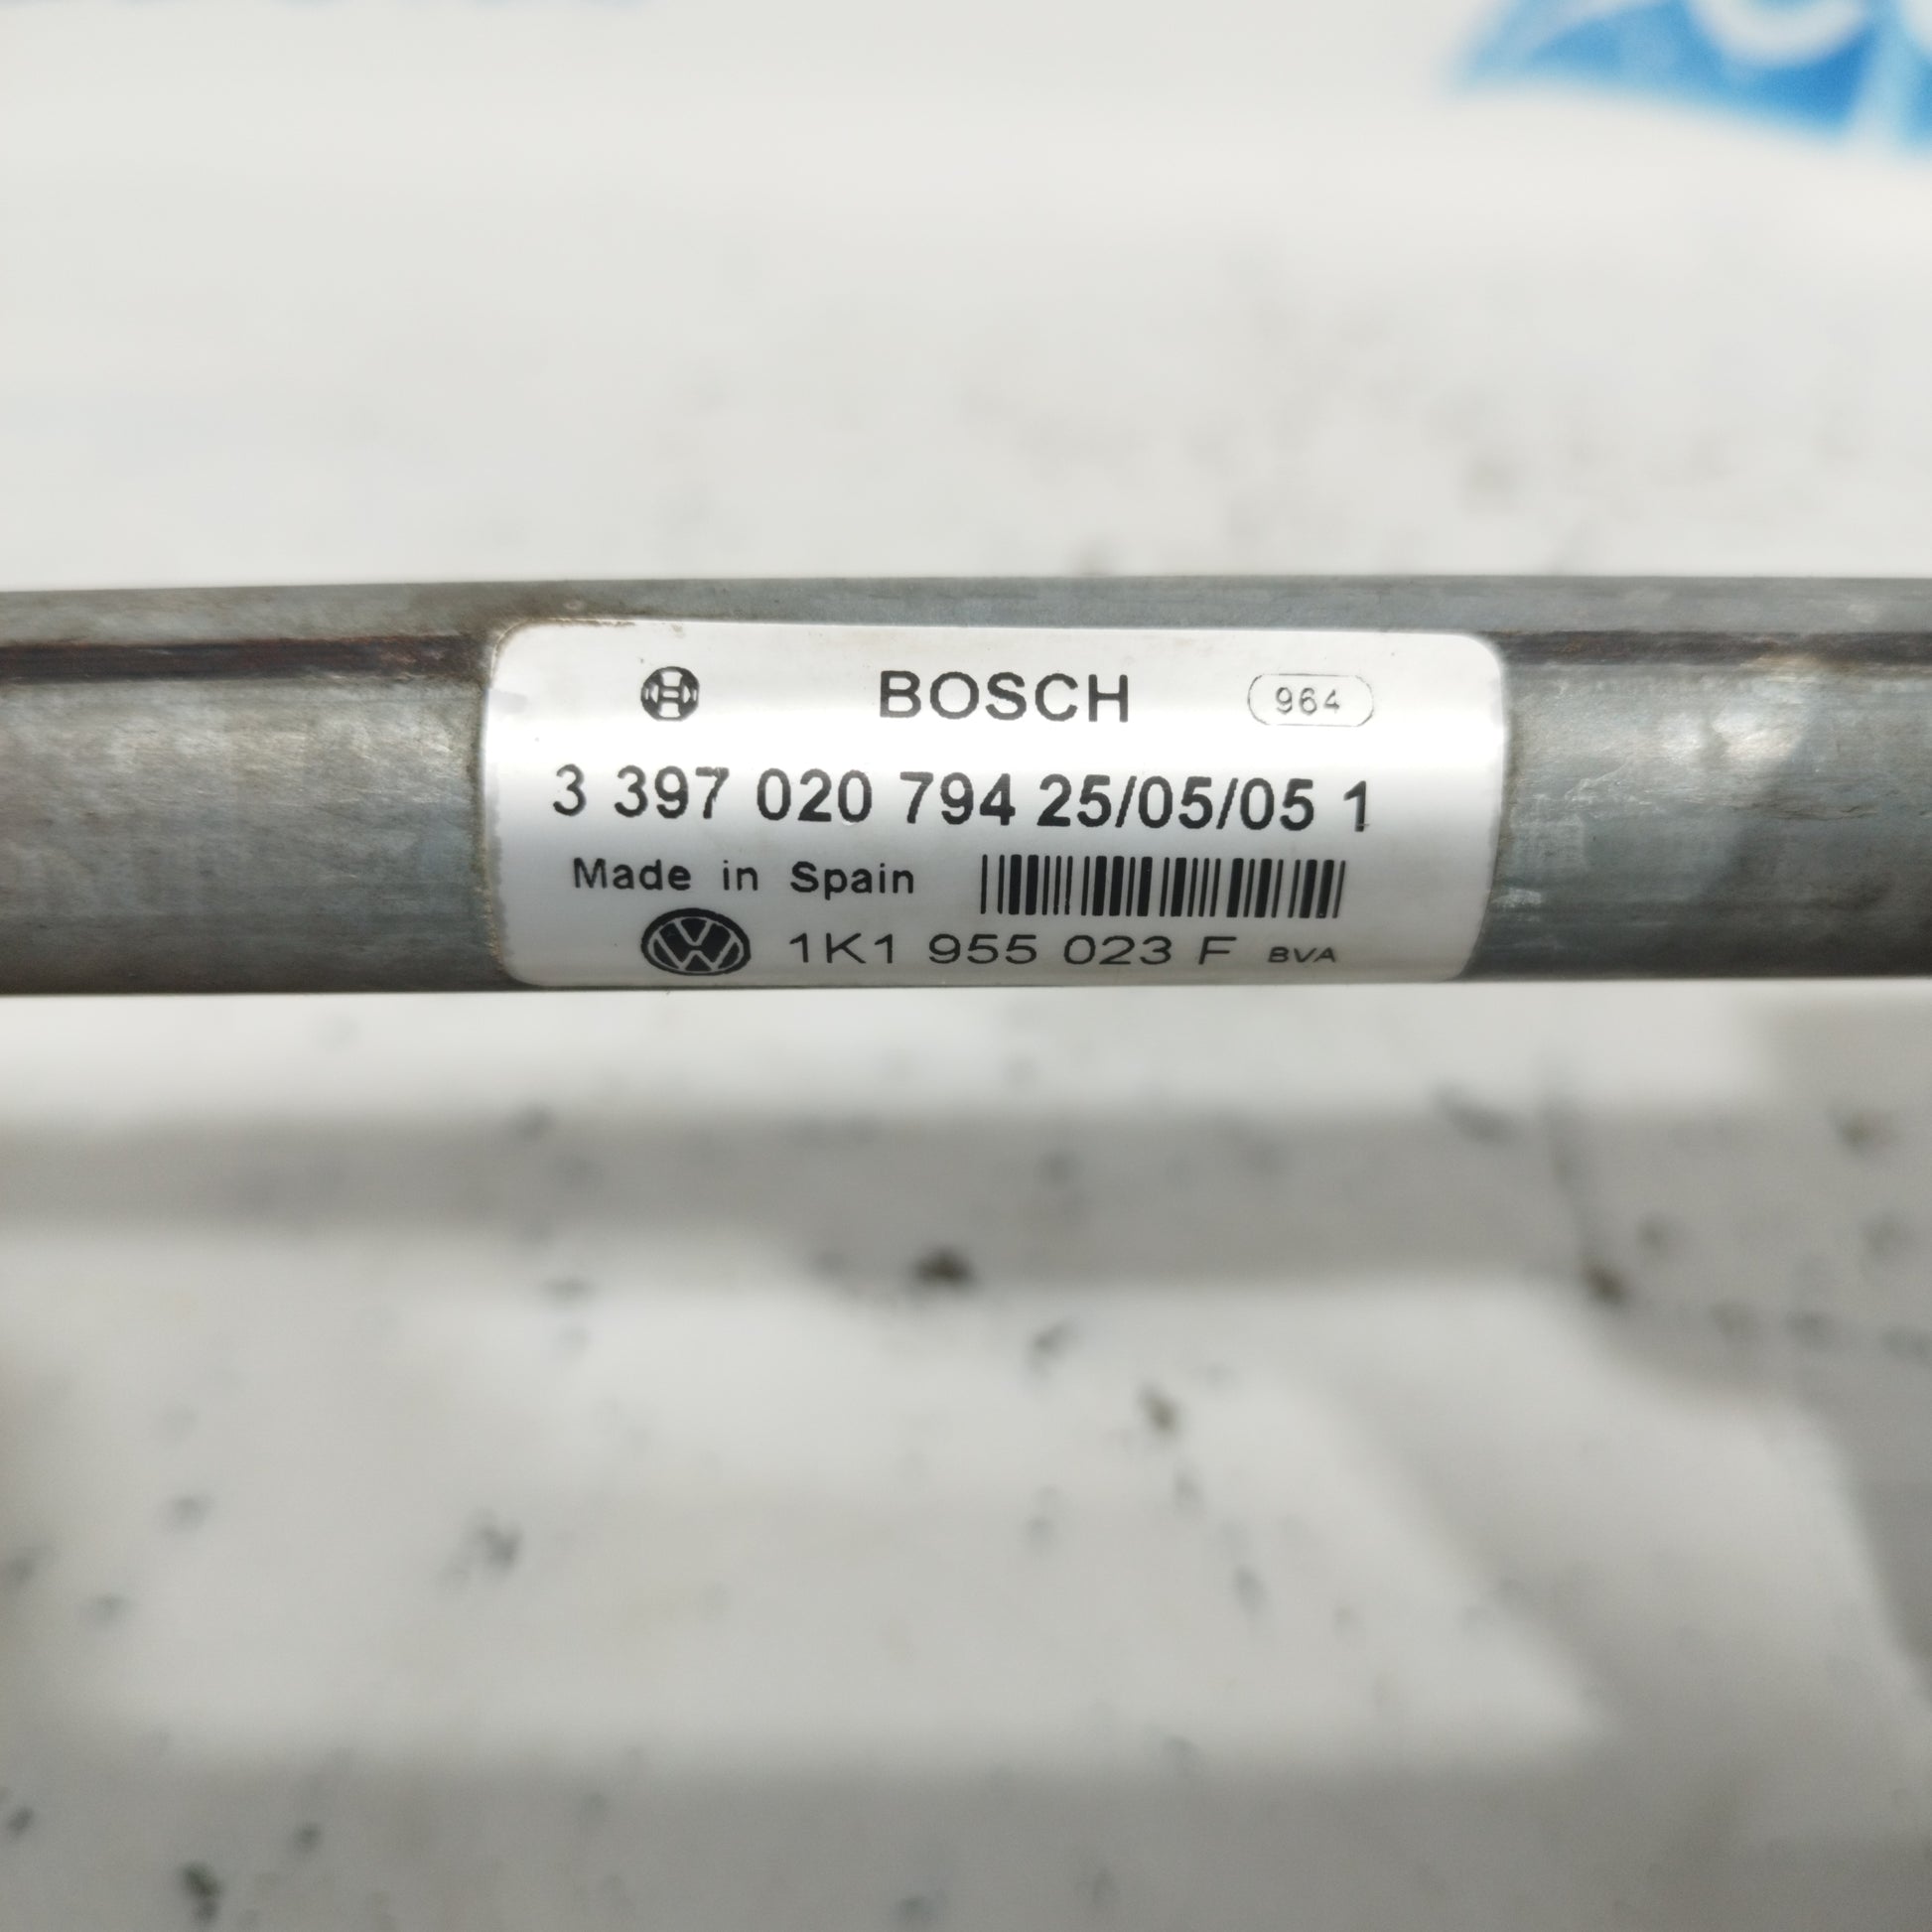 BOSCH 964
3 397 020 794 25/05/05 1
Made in Spain
1K1 955 023 F BVA